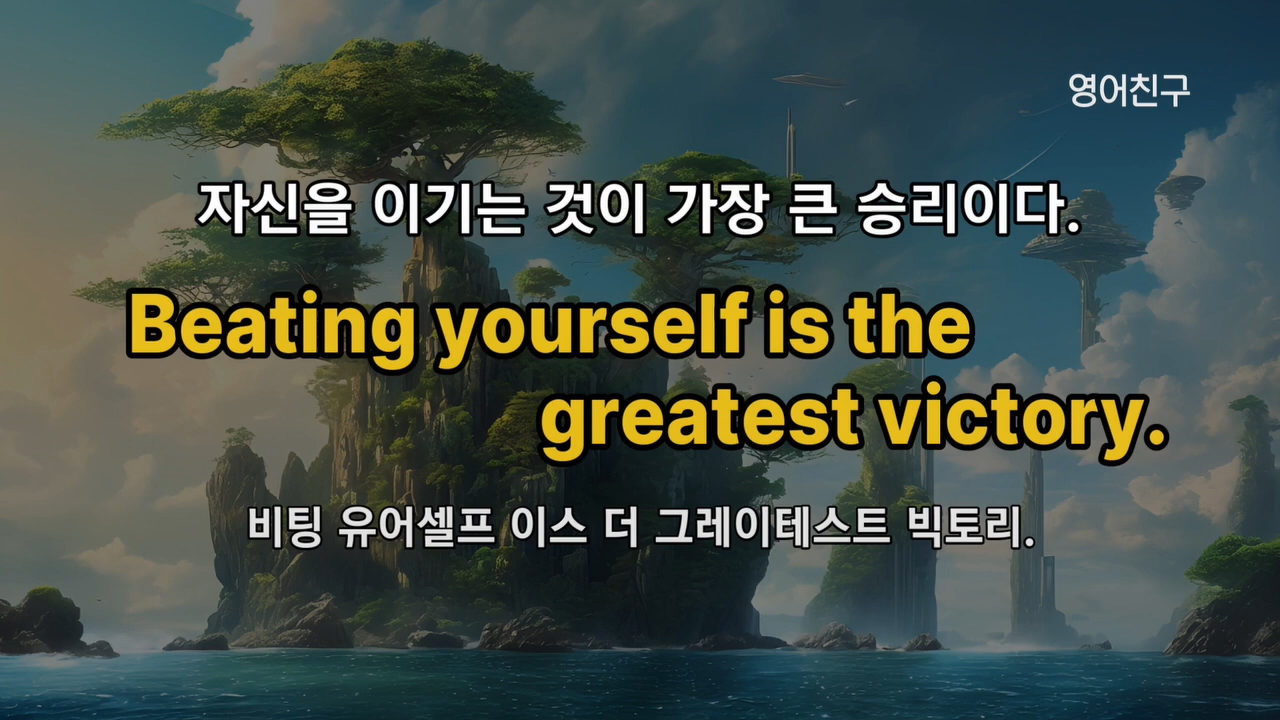 영어친구
자신을 이기는 것이 가장 큰 승리이다.
Beating yourself is the
greatest victory.
비팅 유어셀프 이스 더 그레이테스트 빅토리.